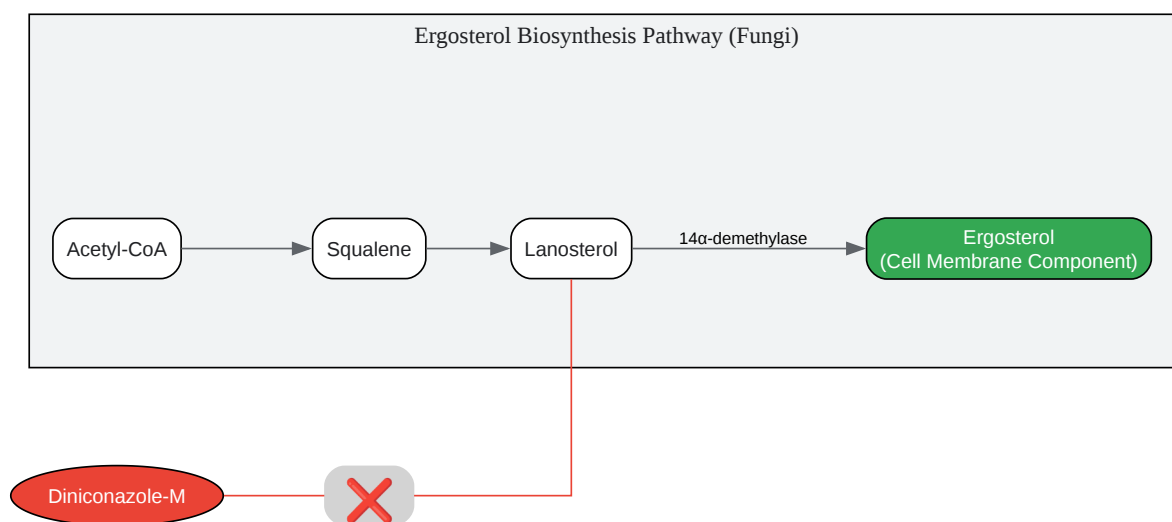 Ergosterol Biosynthesis Pathway (Fungi)
Acetyl-CoA
Squalene
Lanosterol
14α-demethylase
Ergosterol
(Cell Membrane Component)
Diniconazole-M